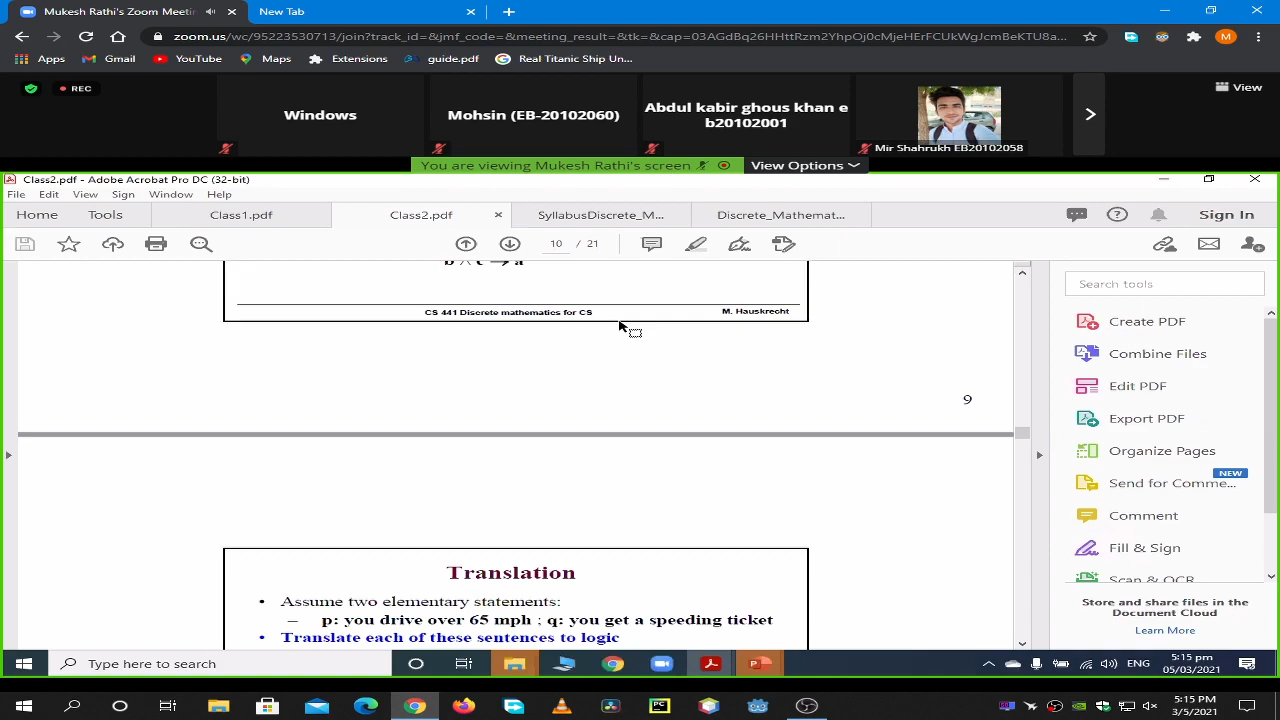 Mukesh Rathi's Zoom Meeti
New Tab
zoom.us/wc/95223530713/join?track_id=&jmf_code=&meeting_result=&tk=&cap=03AGdBq26HHttRzm2YhpOj0cMjeHErFCUkWgJcmBeKTU8a...
M
Apps
Gmail
YouTube
Maps
Extensions
guide.pdf
Real Titanic Ship Un...
REC
Windows
Mohsin (EB-20102060)
Abdul kabir ghous khan e
b20102001
Mir Shahrukh EB20102058
View
You are viewing Mukesh Rathi's screen
View Options
Class2.pdf - Adobe Acrobat Pro DC (32-bit)
File Edit View Sign Window Help
Home
Tools
Class1.pdf
Class2.pdf
SyllabusDiscrete_M...
Discrete_Mathemat...
Sign In
10 / 21
b ∧ c → a
CS 441 Discrete mathematics for CS
M. Hauskrecht
9
Translation
• Assume two elementary statements:
– p: you drive over 65 mph ; q: you get a speeding ticket
• Translate each of these sentences to logic
Search tools
Create PDF
Combine Files
Edit PDF
Export PDF
Organize Pages
NEW
Send for Comme...
Comment
Fill & Sign
Scan & OCR
Store and share files in the
Document Cloud
Learn More
Type here to search
ENG
5:15 pm
05/03/2021
PC
5:15 PM
3/5/2021